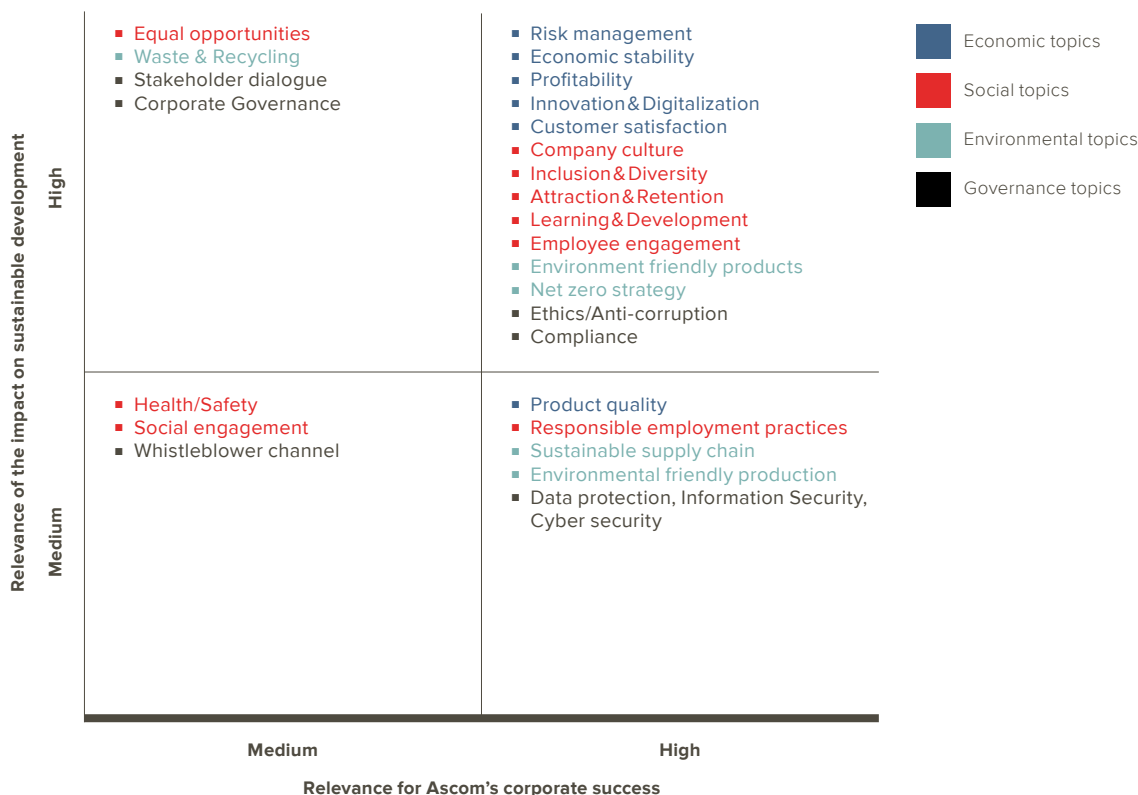 Equal opportunities
Waste & Recycling
Stakeholder dialogue
Corporate Governance
Risk management
Economic stability
Profitability
Innovation & Digitalization
Customer satisfaction
Company culture
Inclusion & Diversity
Attraction & Retention
Learning & Development
Employee engagement
Environment friendly products
Net zero strategy
Ethics/Anti-corruption
Compliance
Economic topics
Social topics
Environmental topics
Governance topics
Relevance of the impact on sustainable development
High
Medium
Health/Safety
Social engagement
Whistleblower channel
Product quality
Responsible employment practices
Sustainable supply chain
Environmental friendly production
Data protection, Information Security,
Cyber security
Medium
High
Relevance for Ascom's corporate success